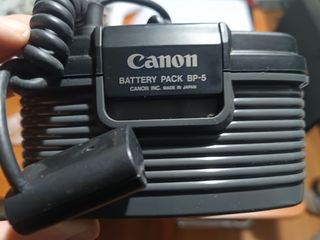 Canon
BATTERY PACK BP-5
CANON INC. MADE IN JAPAN